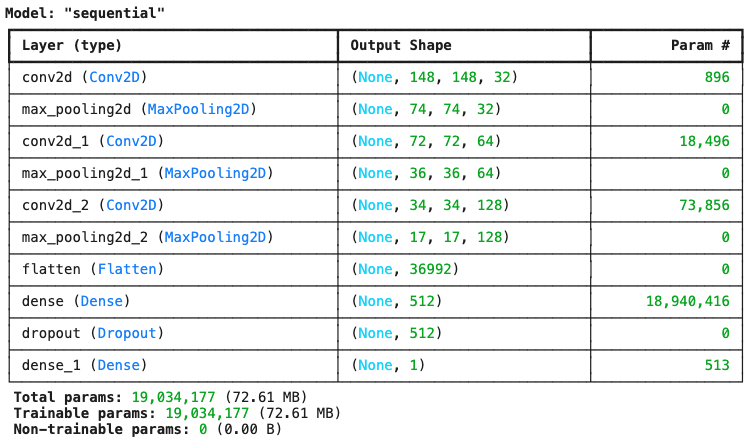 Model: "sequential"
Layer (type) Output Shape Param #
conv2d (Conv2D) (None, 148, 148, 32) 896
max_pooling2d (MaxPooling2D) (None, 74, 74, 32) 0
conv2d_1 (Conv2D) (None, 72, 72, 64) 18,496
max_pooling2d_1 (MaxPooling2D) (None, 36, 36, 64) 0
conv2d_2 (Conv2D) (None, 34, 34, 128) 73,856
max_pooling2d_2 (MaxPooling2D) (None, 17, 17, 128) 0
flatten (Flatten) (None, 36992) 0
dense (Dense) (None, 512) 18,940,416
dropout (Dropout) (None, 512) 0
dense_1 (Dense) (None, 1) 513
Total params: 19,034,177 (72.61 MB)
Trainable params: 19,034,177 (72.61 MB)
Non-trainable params: 0 (0.00 B)